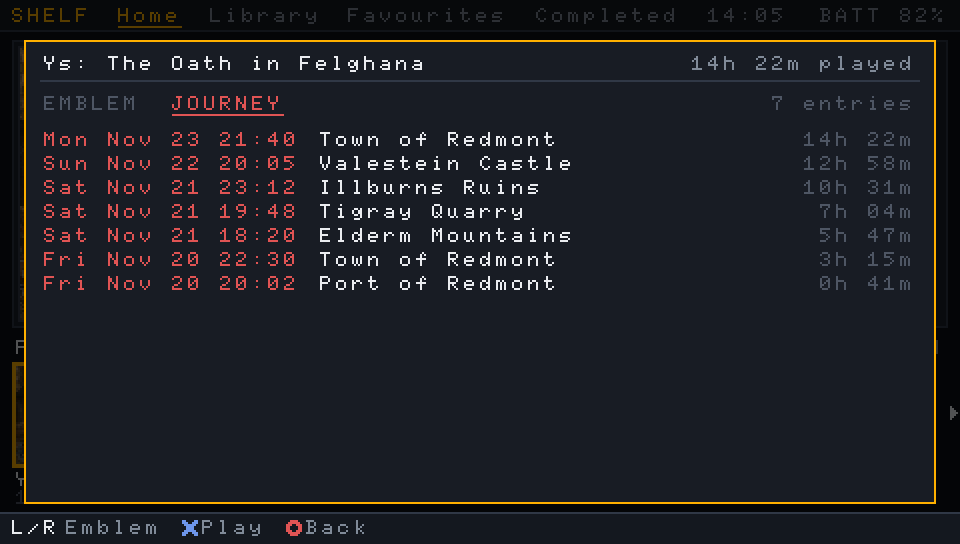 SHELF Home Library Favourites Completed 14:05 BATT 82%
Ys: The Oath in Felghana 14h 22m played
EMBLEM JOURNEY 7 entries
Mon Nov 23 21:40 Town of Redmont 14h 22m
Sun Nov 22 20:05 Valestein Castle 12h 58m
Sat Nov 21 23:12 Illburns Ruins 10h 31m
Sat Nov 21 19:48 Tigray Quarry 7h 04m
Sat Nov 21 18:20 Elderm Mountains 5h 47m
Fri Nov 20 22:30 Town of Redmont 3h 15m
Fri Nov 20 20:02 Port of Redmont 0h 41m
L/R Emblem Play Back